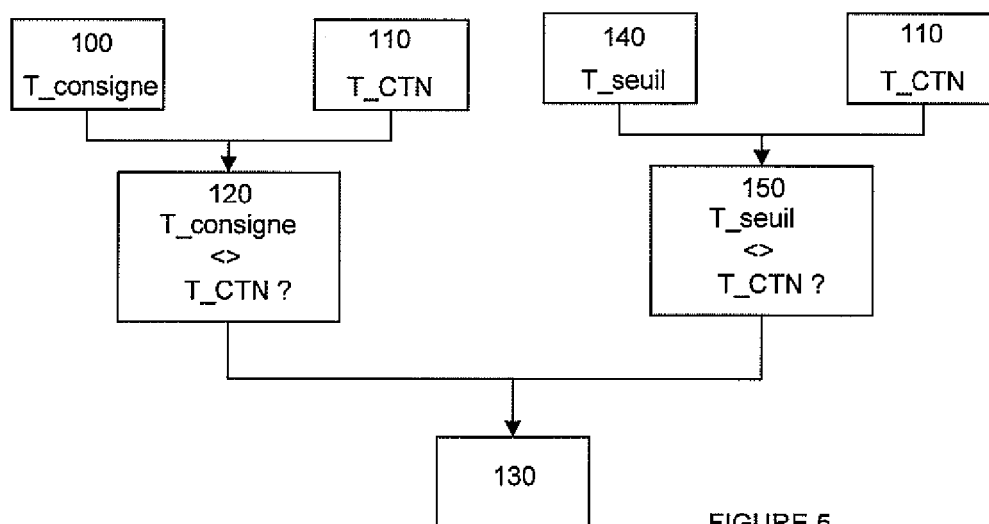 100
T_consigne
110
T_CTN
140
T_seuil
110
T_CTN
120
T_consigne
<>
T_CTN ?
150
T_seuil
<>
T_CTN ?
130
FIGURE 5